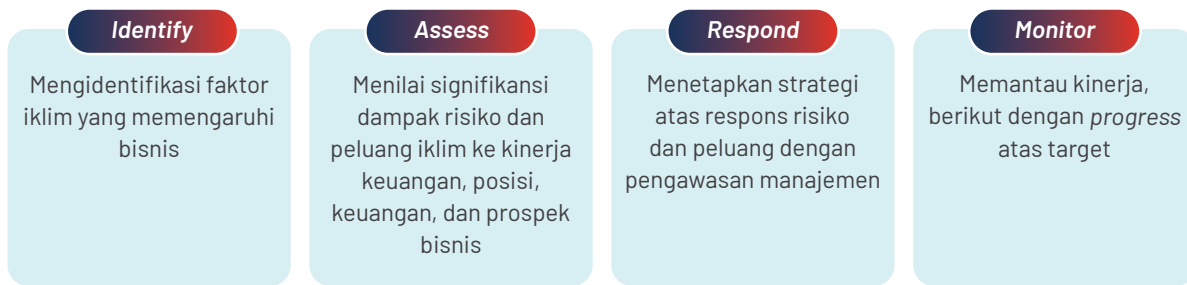 Identify
Mengidentifikasi faktor
iklim yang memengaruhi
bisnis
Assess
Menilai signifikansi
dampak risiko dan
peluang iklim ke kinerja
keuangan, posisi,
keuangan, dan prospek
bisnis
Respond
Menetapkan strategi
atas respons risiko
dan peluang dengan
pengawasan manajemen
Monitor
Memantau kinerja,
berikut dengan progress
atas target